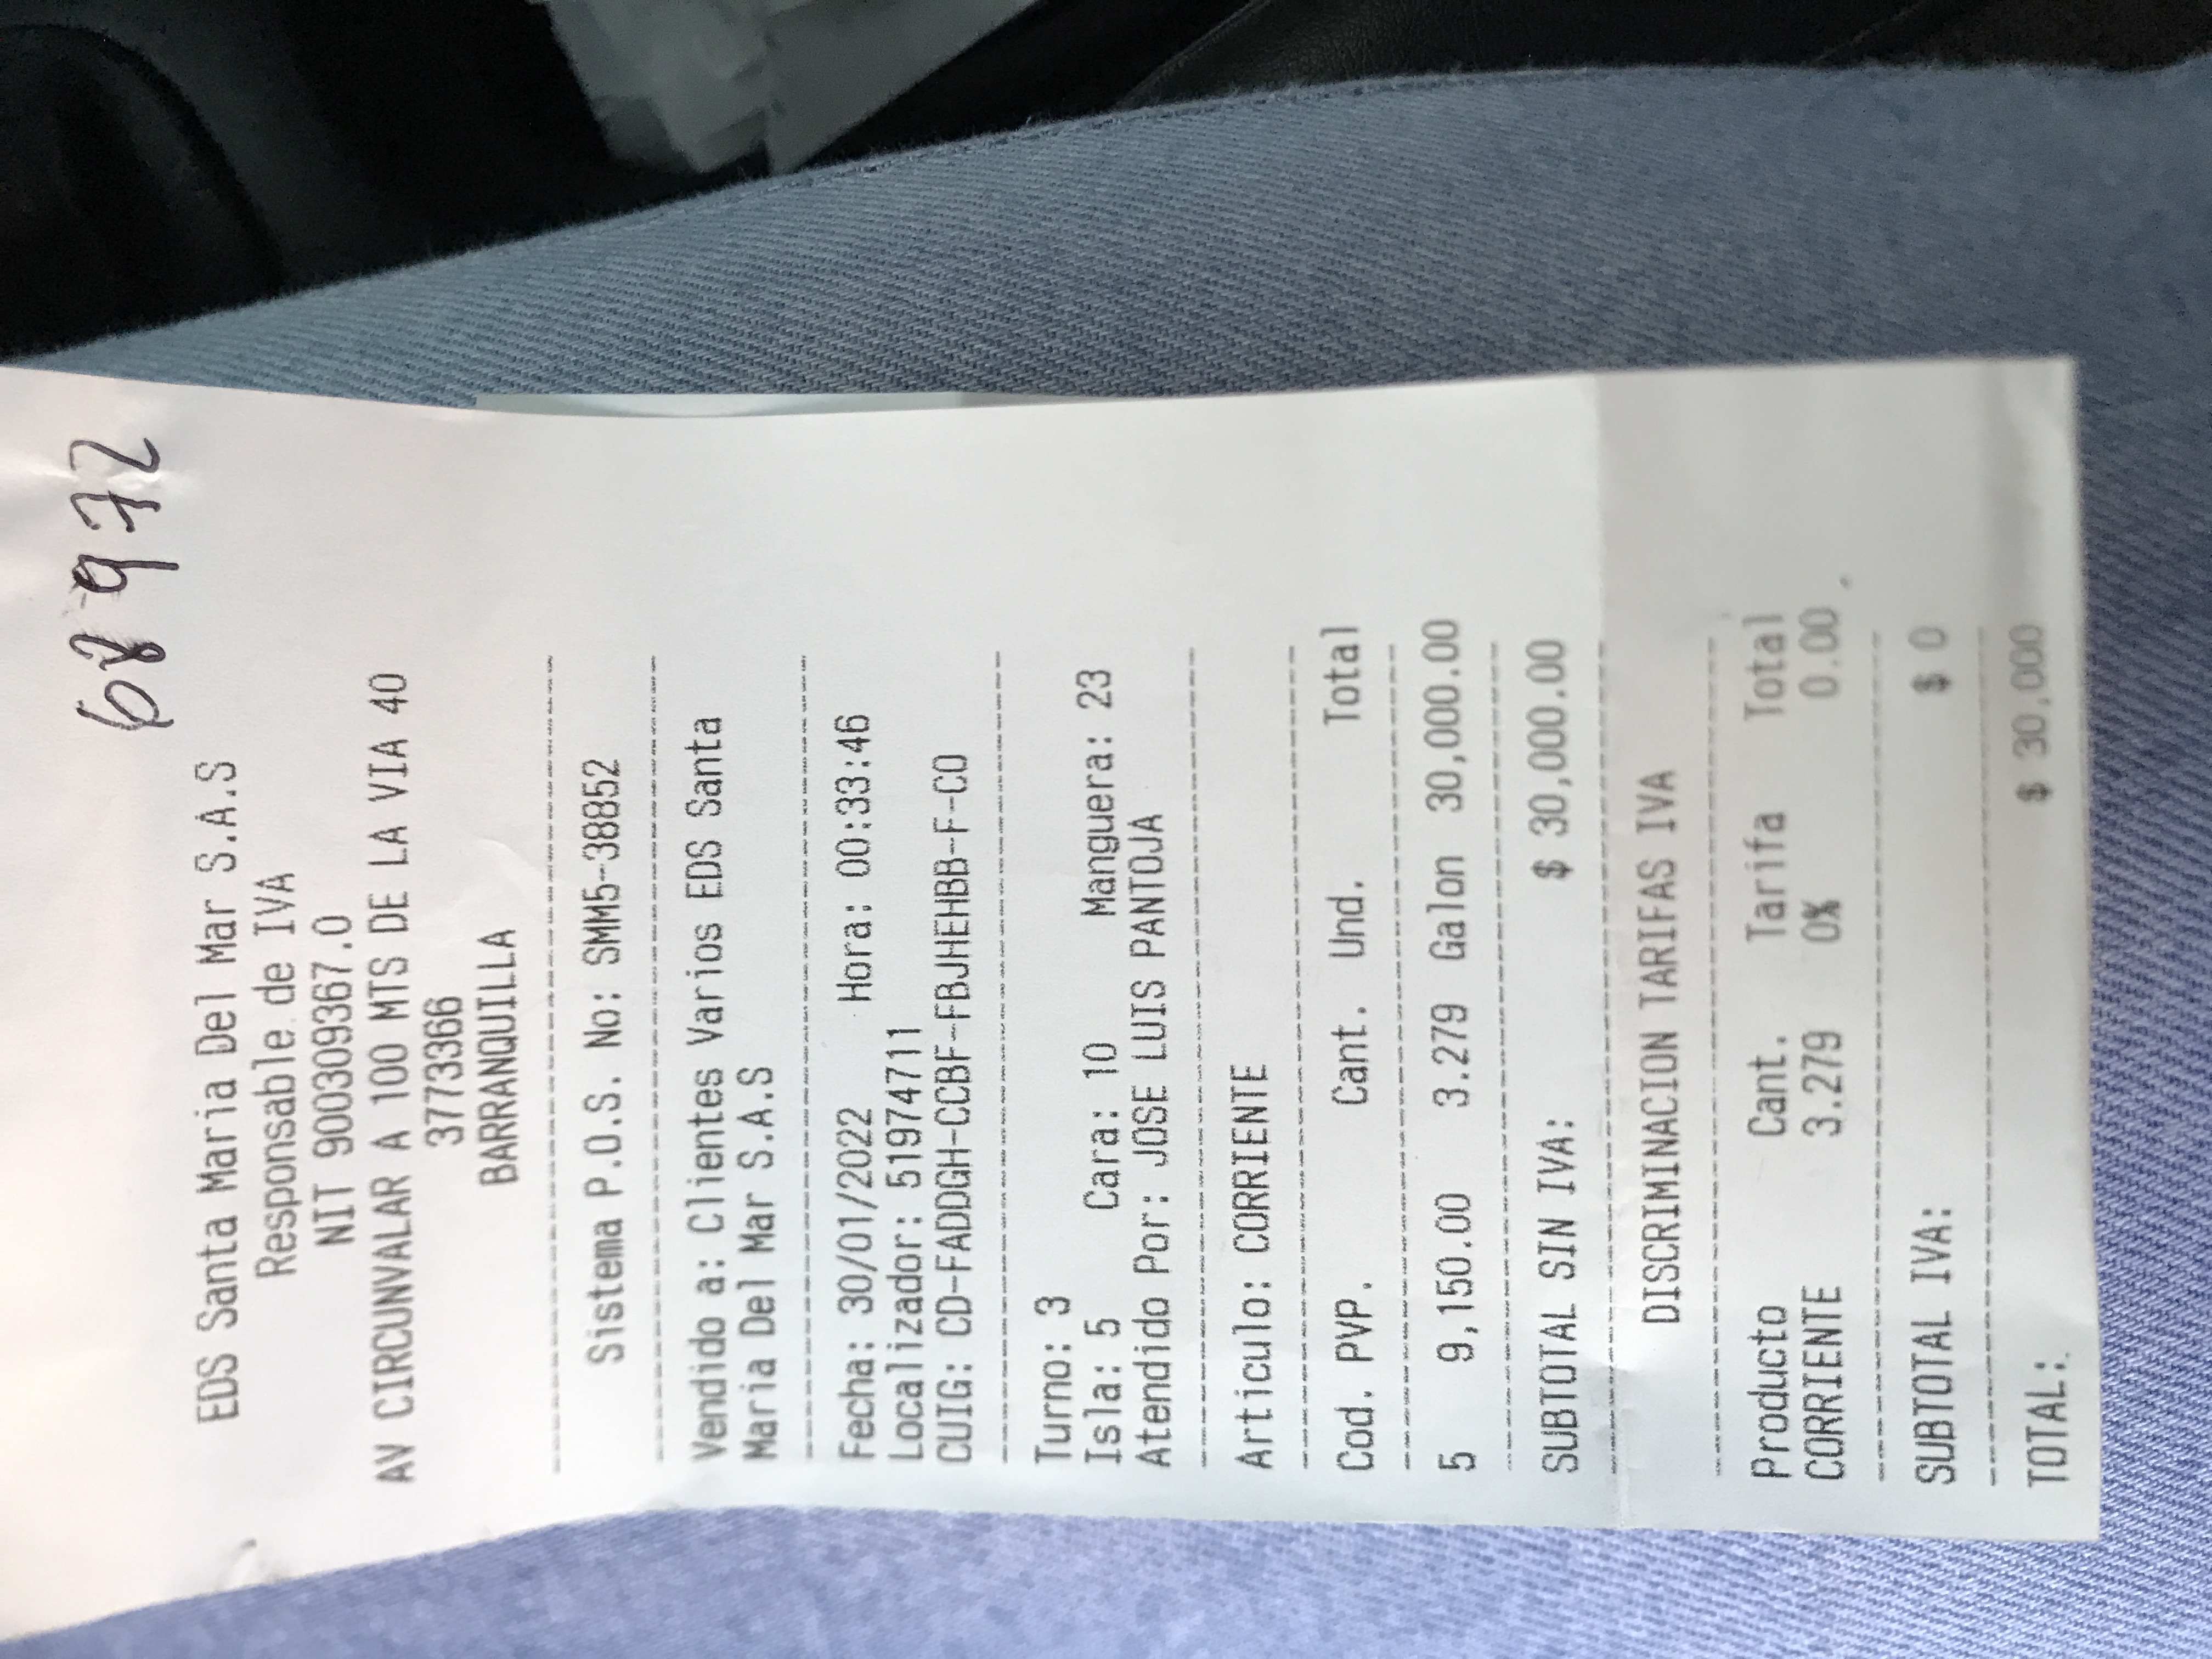 68972
EDS Santa Maria Del Mar S.A.S
Responsable de IVA
NIT 900309367.0
AV CIRCUNVALAR A 100 MTS DE LA VIA 40
3773366
BARRANQUILLA
Sistema P.O.S. No: SMM5-38852
Vendido a: Clientes Varios EDS Santa
Maria Del Mar S.A.S
Fecha: 30/01/2022 Hora: 00:33:46
Localizador: 51974711
CUIG: CD-FADDGH-CCBF-FBJHEHBB-F-CO
Turno: 3
Isla: 5 Cara: 10 Manguera: 23
Atendido Por: JOSE LUIS PANTOJA
Articulo: CORRIENTE
Cod. PVP. Cant. Und. Total
5 9,150.00 3.279 Galon 30,000.00
SUBTOTAL SIN IVA: $ 30,000.00
DISCRIMINACION TARIFAS IVA
Producto Cant. Tarifa Total
CORRIENTE 3.279 0% 0.00
SUBTOTAL IVA: $ 0
TOTAL: $ 30,000